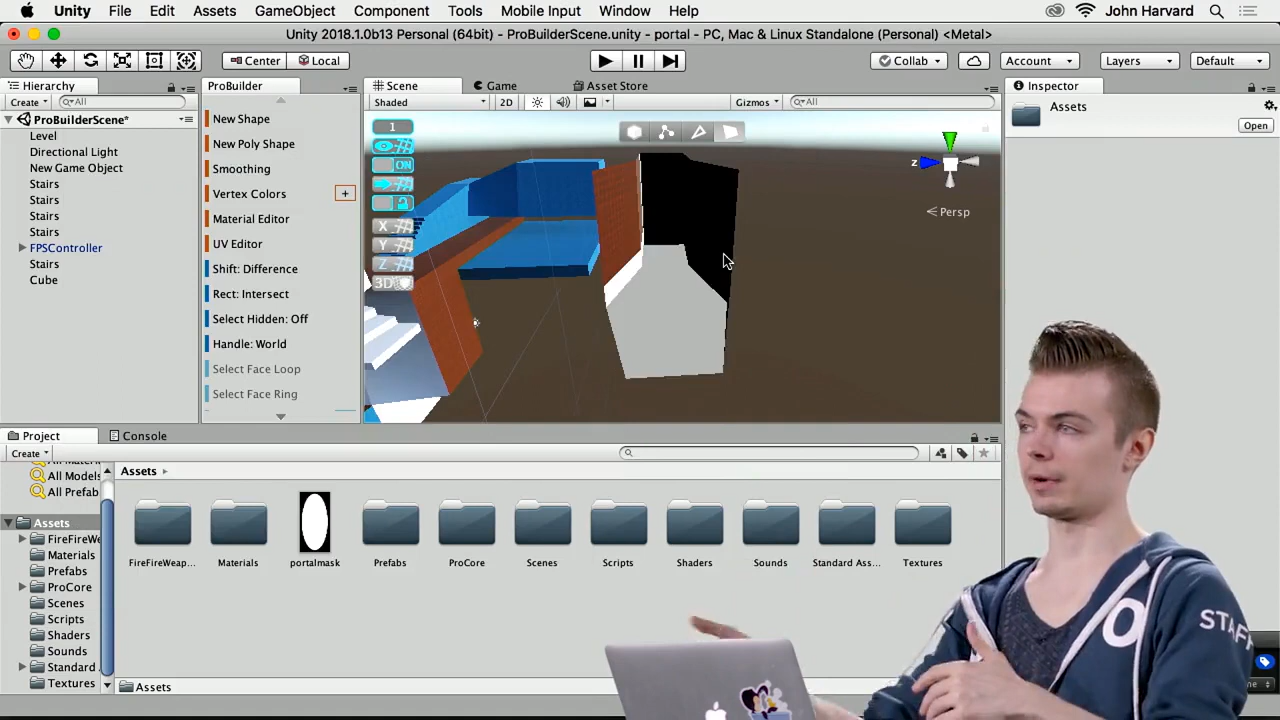 Unity File Edit Assets GameObject Component Tools Mobile Input Window Help John Harvard
Unity 2018.1.0b13 Personal (64bit) - ProBuilderScene.unity - portal - PC, Mac & Linux Standalone (Personal) <Metal>
Center Local Collab Account Layers Default
Hierarchy
Create All
ProBuilderScene*
Level
Directional Light
New Game Object
Stairs
Stairs
Stairs
Stairs
FPSController
Stairs
Cube
ProBuilder
New Shape
New Poly Shape
Smoothing
Vertex Colors +
Material Editor
UV Editor
Shift: Difference
Rect: Intersect
Select Hidden: Off
Handle: World
Select Face Loop
Select Face Ring
Scene Game Asset Store
Shaded 2D Gizmos All
1
ON
X
Y
Z
3D
z
Persp
Inspector
Assets
Open
Project Console
Create
All Models
All Prefab
Assets
FireFireWe
Materials
Prefabs
ProCore
Scenes
Scripts
Shaders
Sounds
Standard
Textures
Assets
FireFireWeap...
Materials
portalmask
Prefabs
ProCore
Scenes
Scripts
Shaders
Sounds
Standard Ass...
Textures
Assets
STAFF